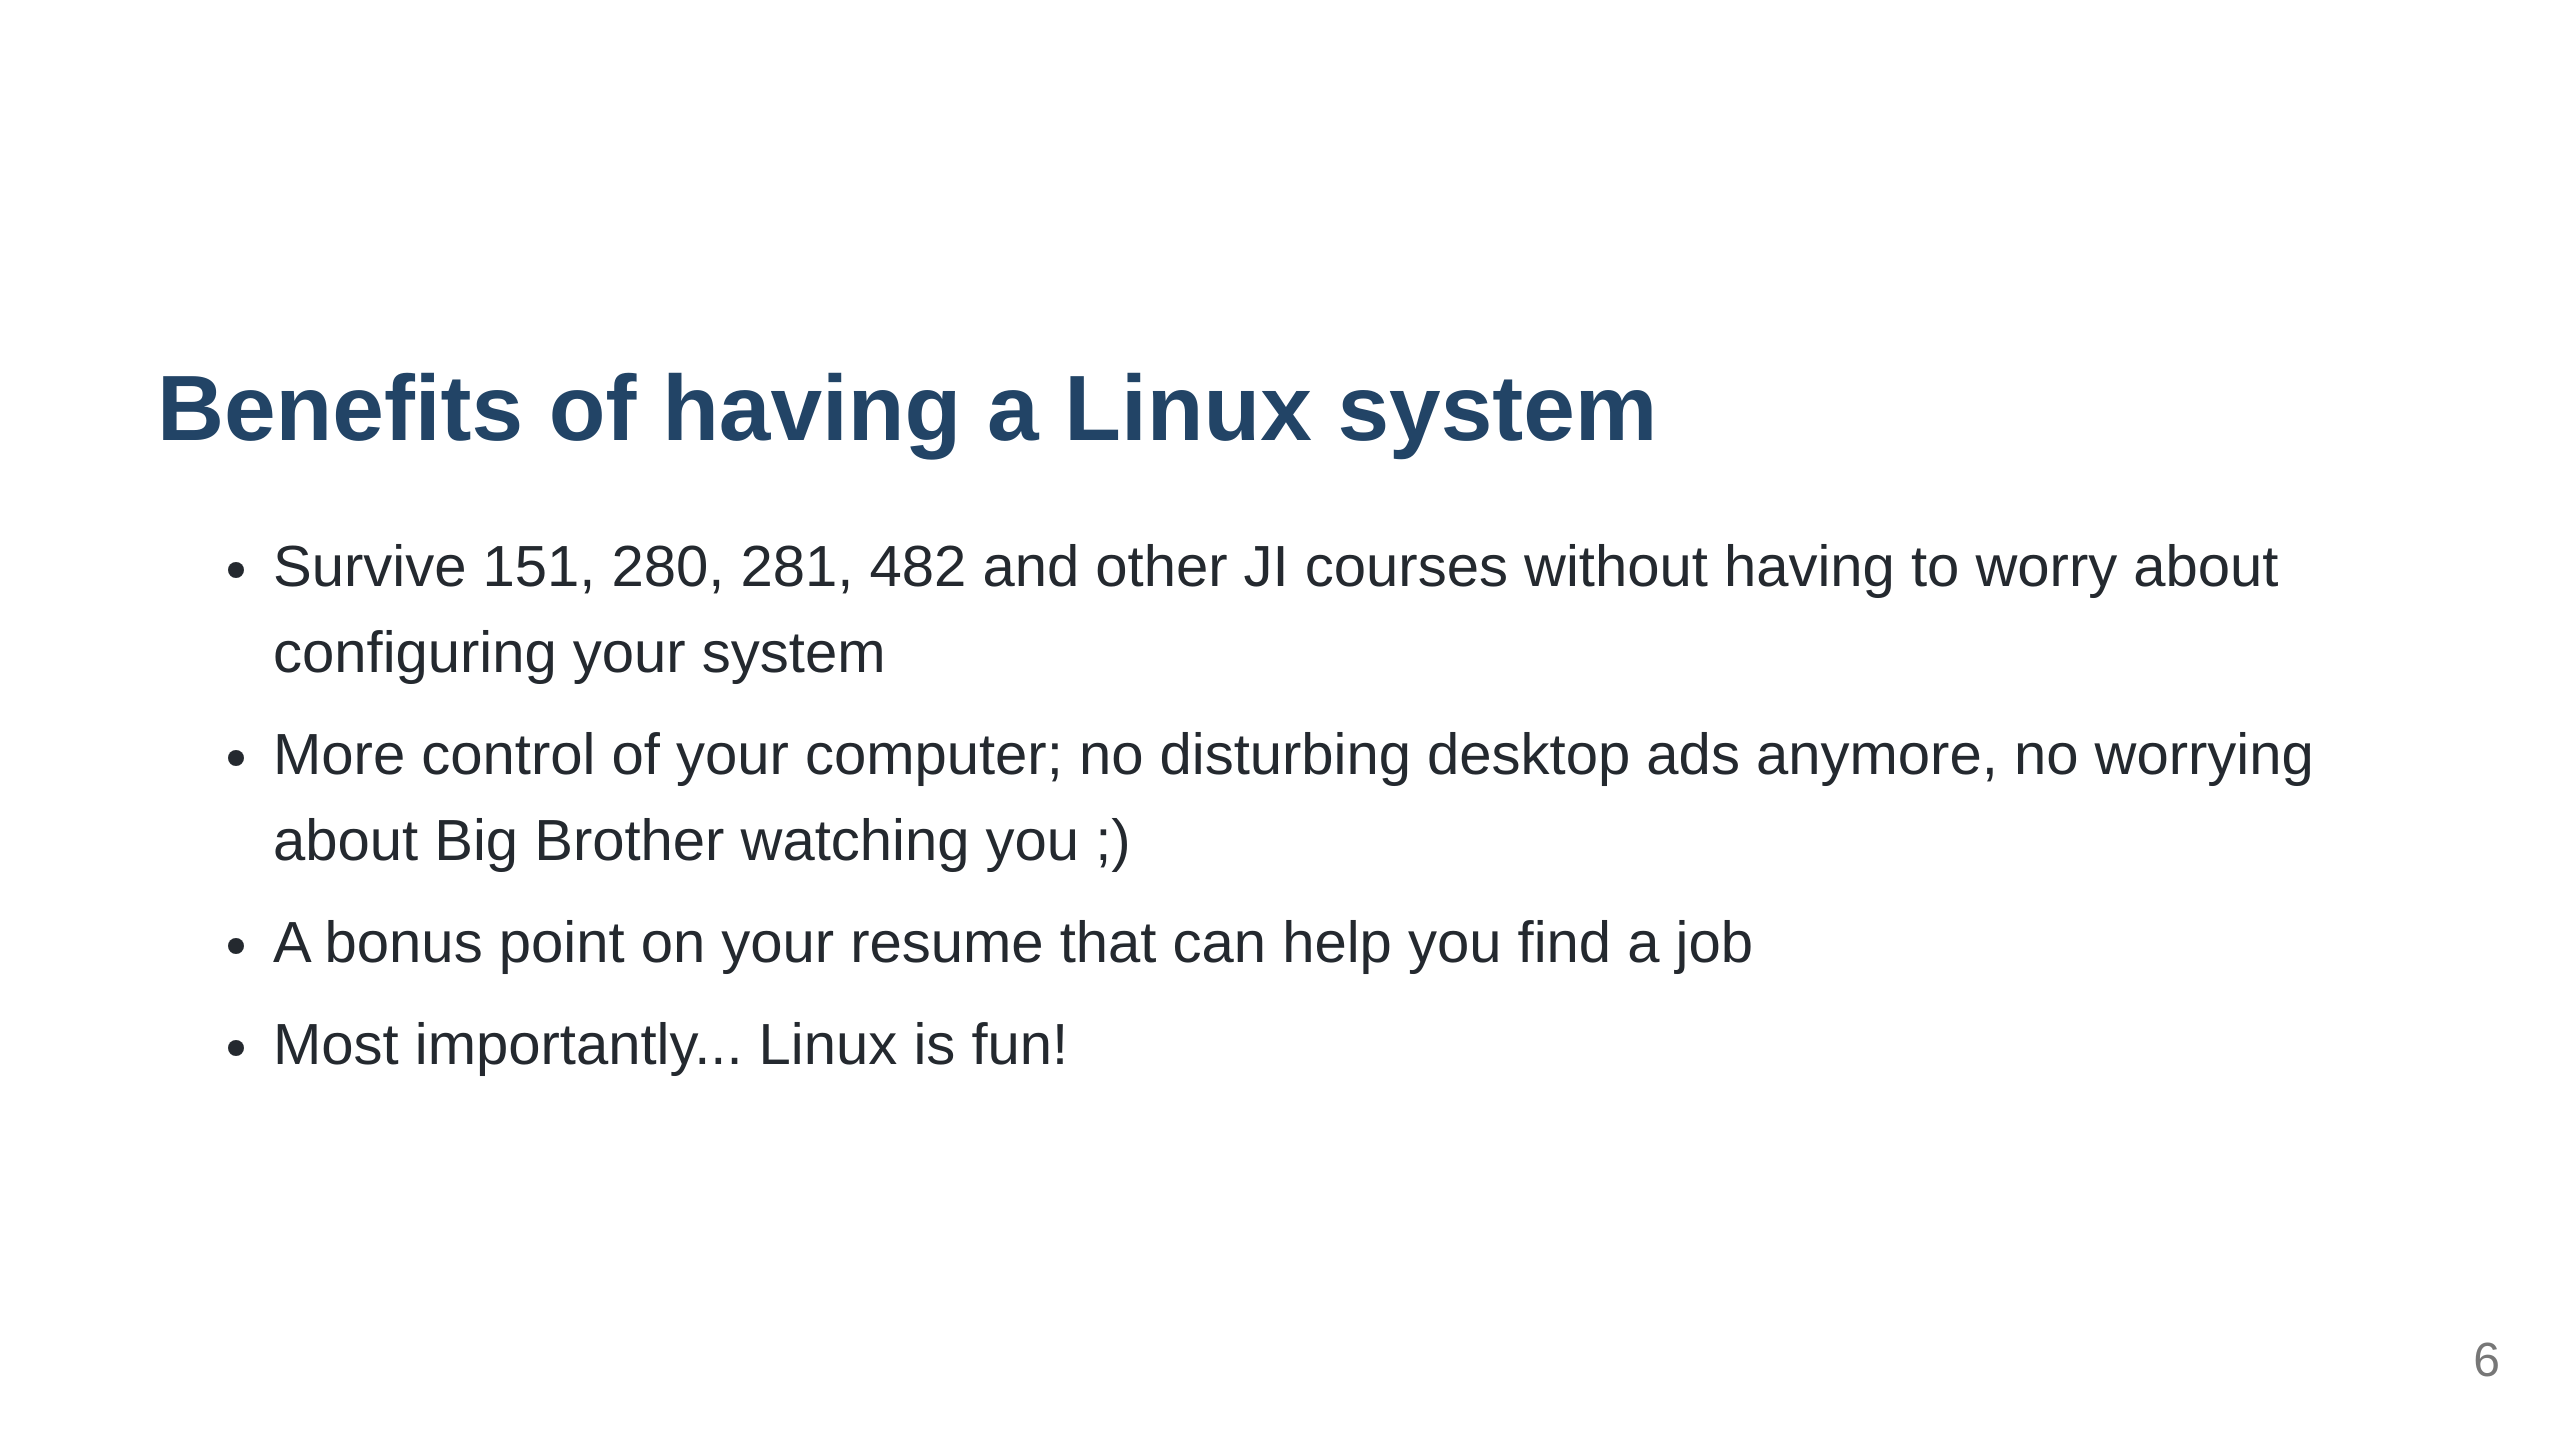 Benefits of having a Linux system
• Survive 151, 280, 281, 482 and other JI courses without having to worry about
configuring your system
• More control of your computer; no disturbing desktop ads anymore, no worrying
about Big Brother watching you ;)
• A bonus point on your resume that can help you find a job
• Most importantly... Linux is fun!
6